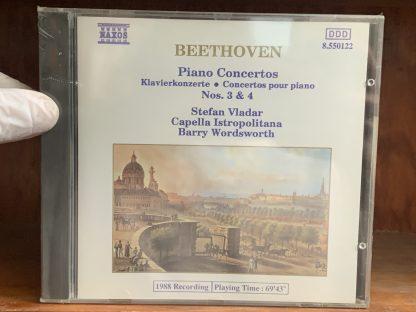 NAXOS
DDD
8.550122
BEETHOVEN
Piano Concertos
Klavierkonzerte • Concertos pour piano
Nos. 3 & 4
Stefan Vladar
Capella Istropolitana
Barry Wordsworth
1988 Recording | Playing Time : 69'43"